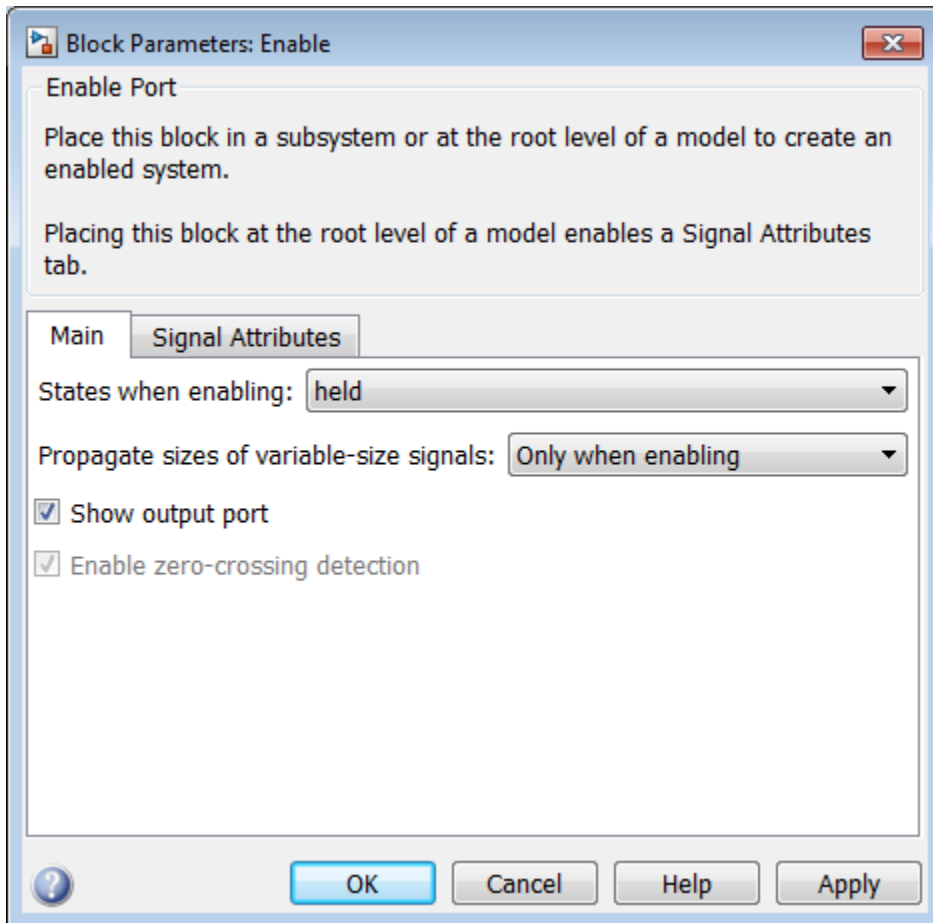 Block Parameters: Enable
Enable Port
Place this block in a subsystem or at the root level of a model to create an
enabled system.
Placing this block at the root level of a model enables a Signal Attributes
tab.
Main Signal Attributes
States when enabling: held
Propagate sizes of variable-size signals: Only when enabling
Show output port
Enable zero-crossing detection
? OK Cancel Help Apply